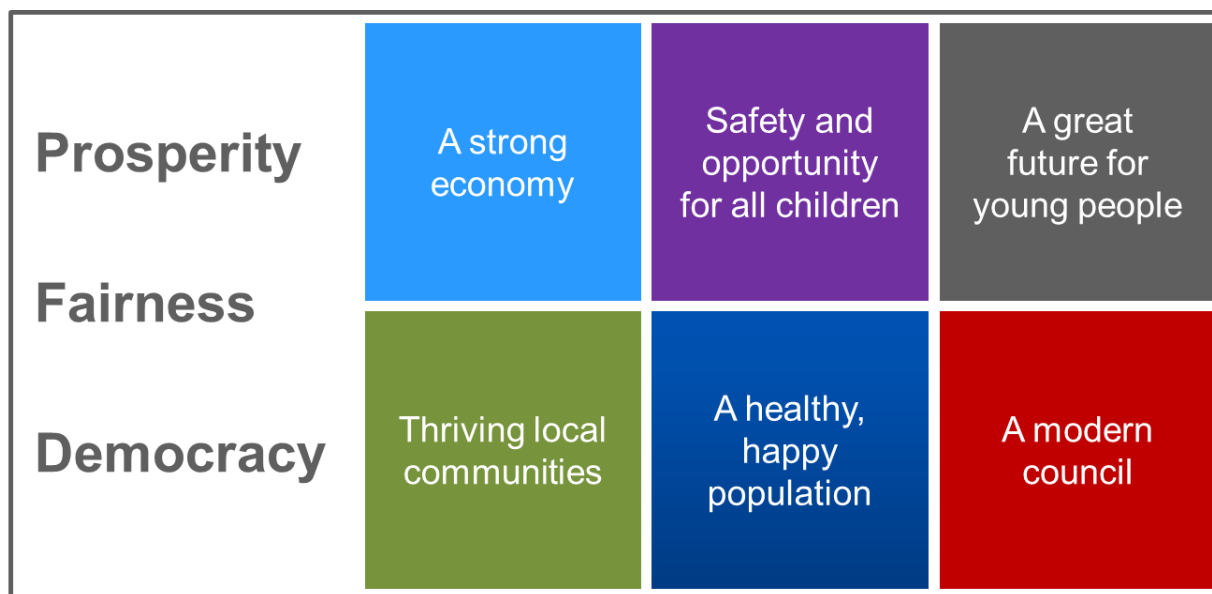 Prosperity
Fairness
Democracy
A strong
economy
Safety and
opportunity
for all children
A great
future for
young people
Thriving local
communities
A healthy,
happy
population
A modern
council